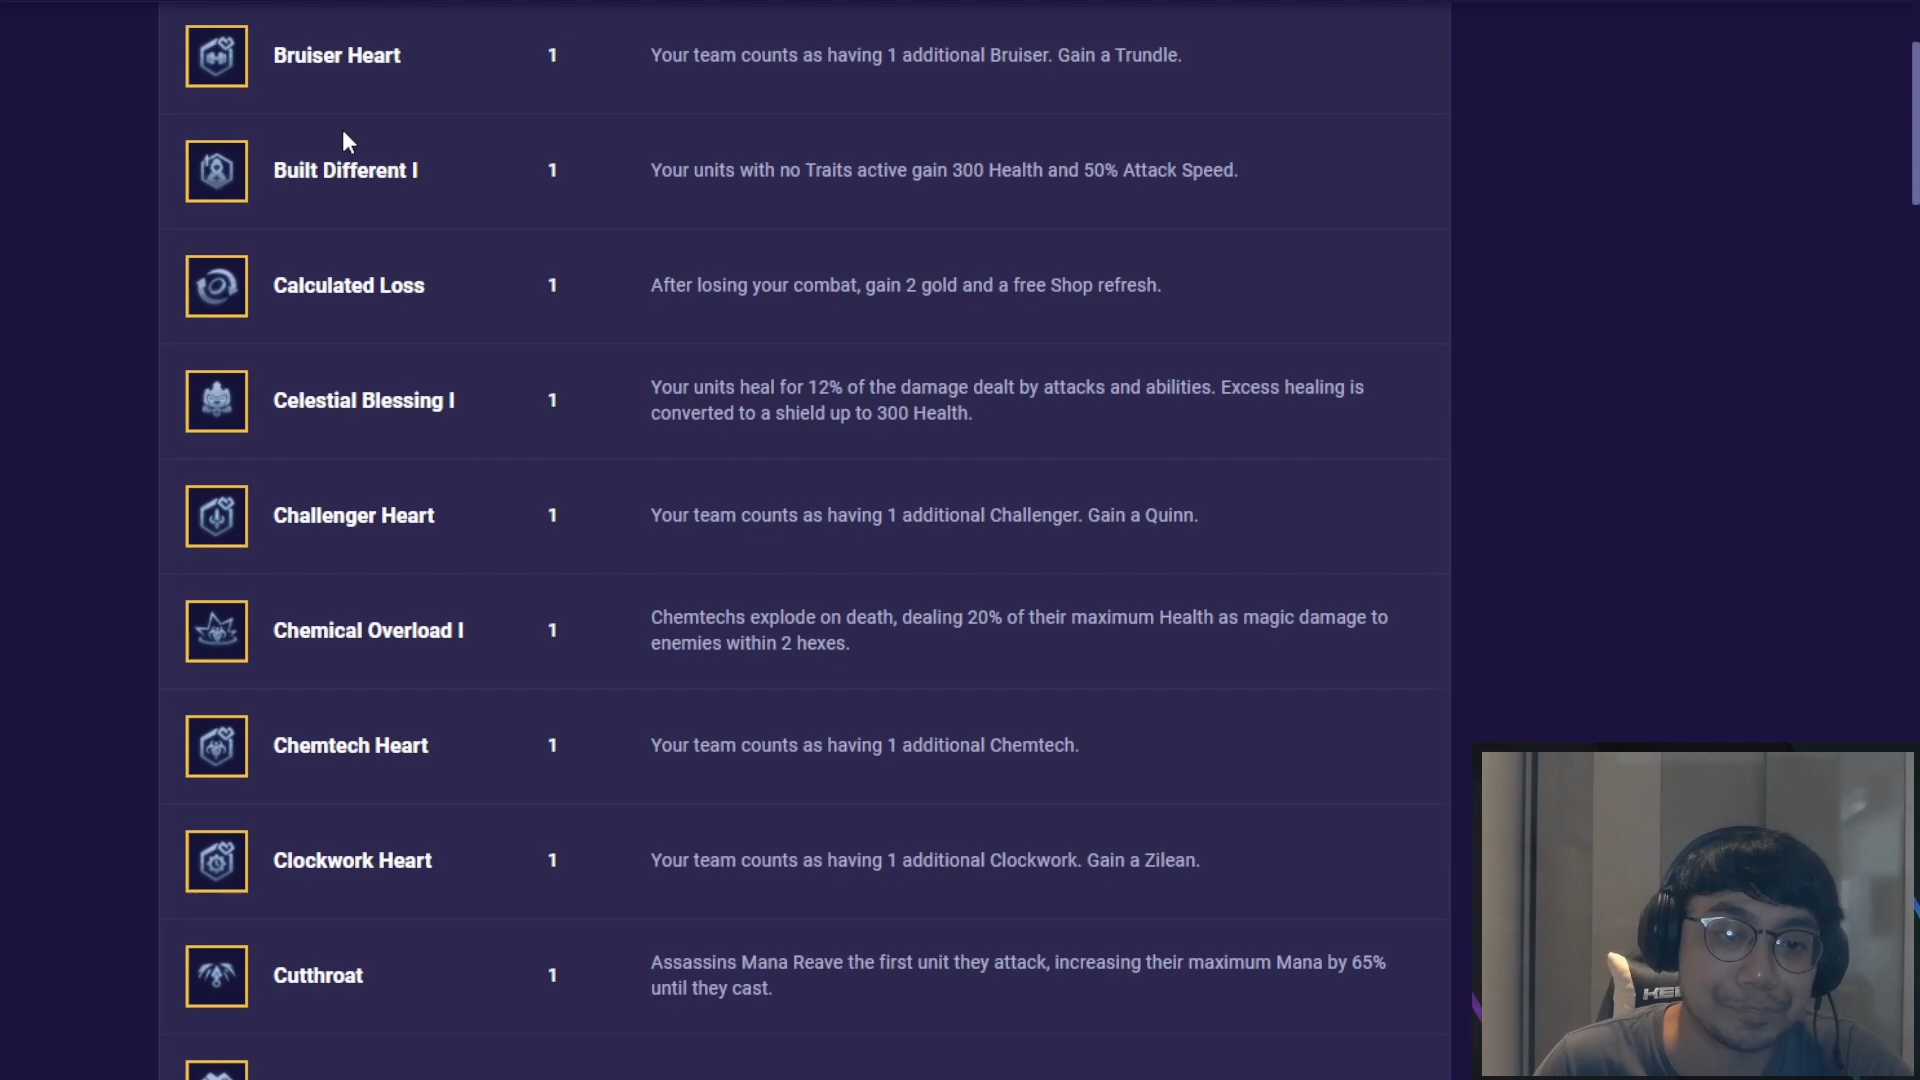 Bruiser Heart 1 Your team counts as having 1 additional Bruiser. Gain a Trundle.
Built Different I 1 Your units with no Traits active gain 300 Health and 50% Attack Speed.
Calculated Loss 1 After losing your combat, gain 2 gold and a free Shop refresh.
Celestial Blessing I 1 Your units heal for 12% of the damage dealt by attacks and abilities. Excess healing is
converted to a shield up to 300 Health.
Challenger Heart 1 Your team counts as having 1 additional Challenger. Gain a Quinn.
Chemical Overload I 1 Chemtechs explode on death, dealing 20% of their maximum Health as magic damage to
enemies within 2 hexes.
Chemtech Heart 1 Your team counts as having 1 additional Chemtech.
Clockwork Heart 1 Your team counts as having 1 additional Clockwork. Gain a Zilean.
Cutthroat 1 Assassins Mana Reave the first unit they attack, increasing their maximum Mana by 65%
until they cast.